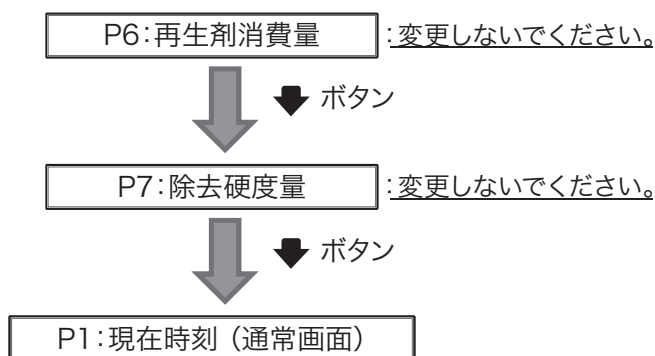 P6:再生剤消費量 :変更しないでください。
ボタン
P7:除去硬度量 :変更しないでください。
ボタン
P1:現在時刻（通常画面）